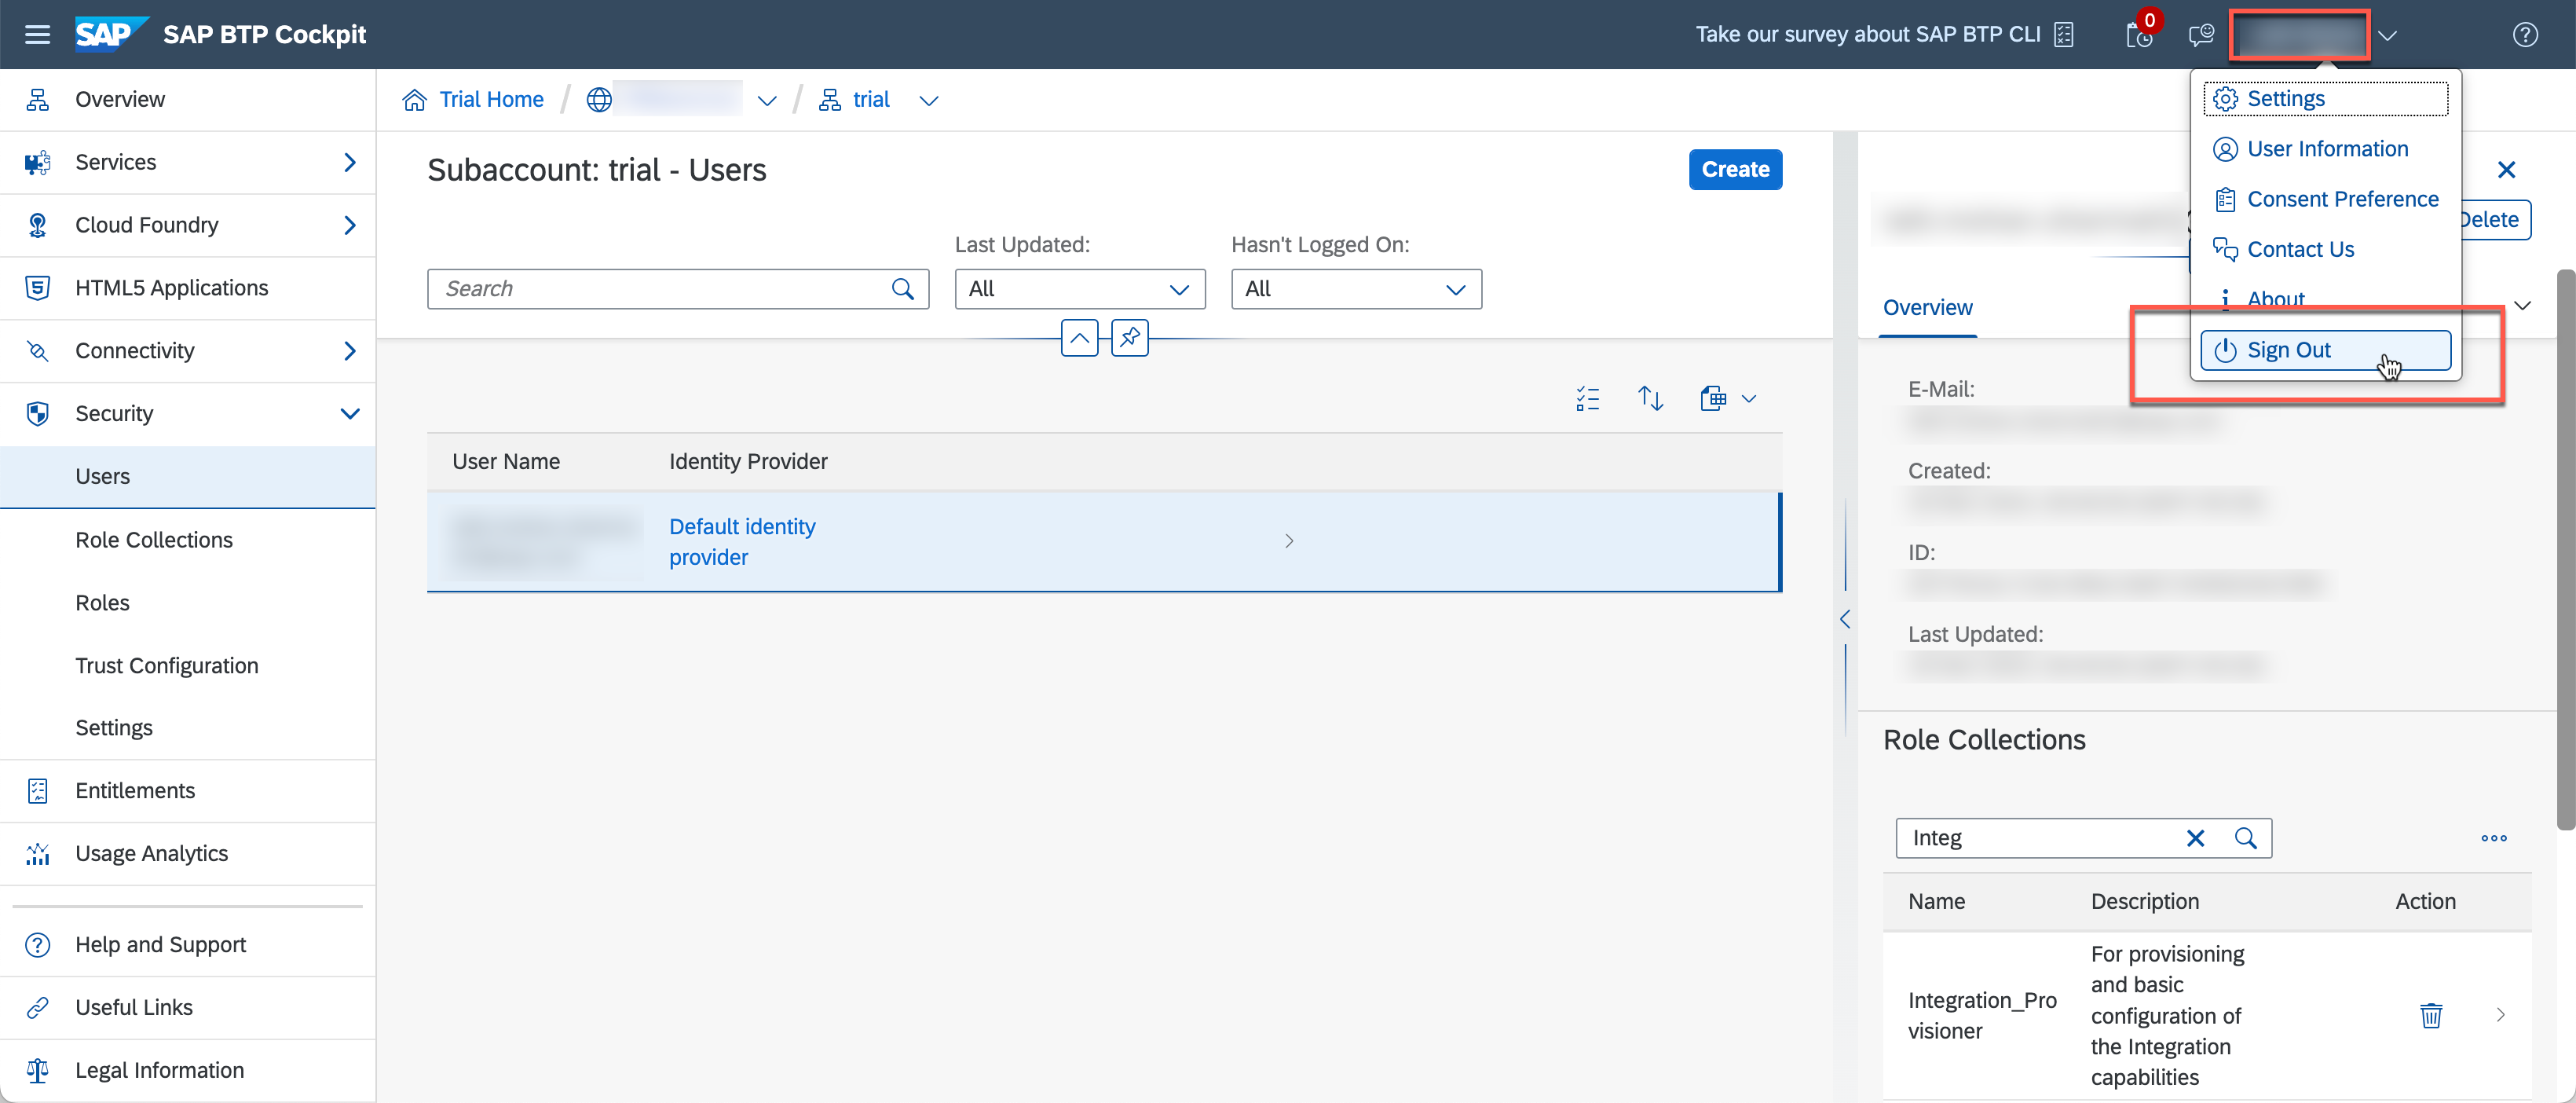 SAP SAP BTP Cockpit
Take our survey about SAP BTP CLI
0
Settings
User Information
Consent Preference
Contact Us
About
Sign Out
Overview
Services
Cloud Foundry
HTML5 Applications
Connectivity
Security
Users
Role Collections
Roles
Trust Configuration
Settings
Entitlements
Usage Analytics
Help and Support
Useful Links
Legal Information
Trial Home / / trial
Subaccount: trial - Users
Create
Last Updated:
Hasn't Logged On:
Search
All
All
User Name
Identity Provider
Default identity
provider
Delete
Overview
E-Mail:
Created:
ID:
Last Updated:
Role Collections
Integ
Name
Description
Action
Integration_Pro
visioner
For provisioning
and basic
configuration of
the Integration
capabilities